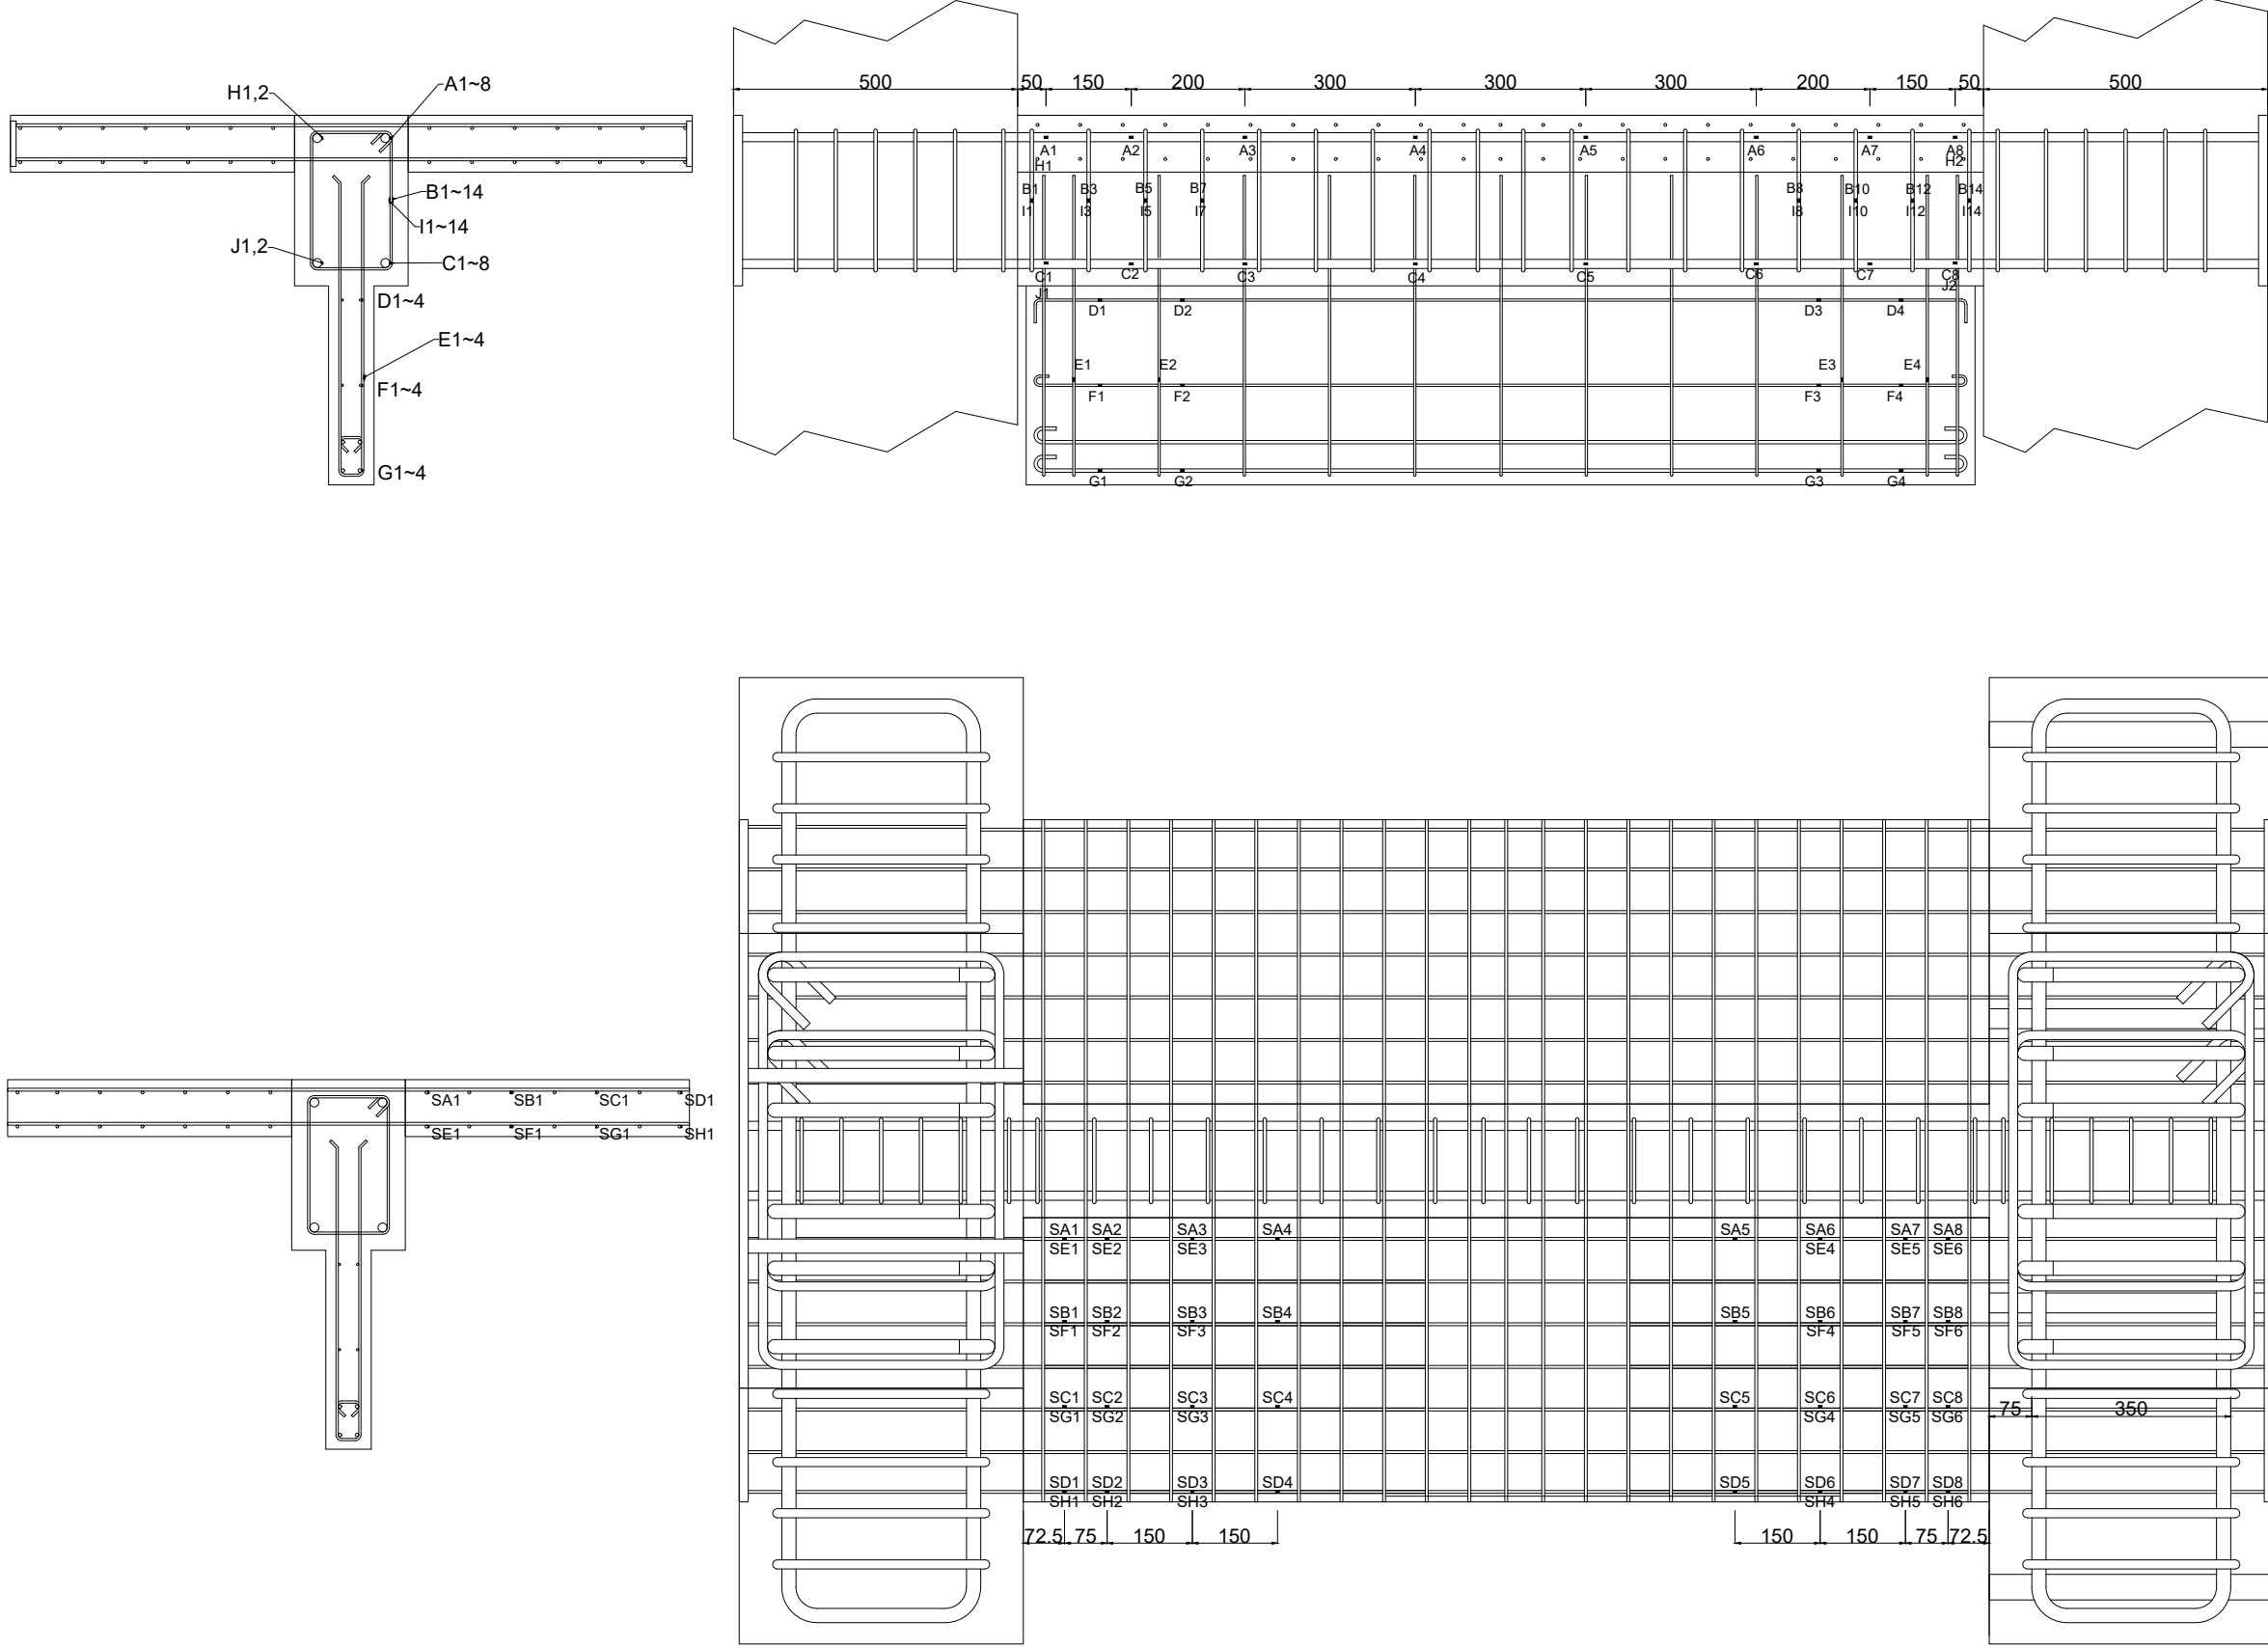 500 50 150 200 300 300 300 200 150 50 500
H1,2 A1~8
B1~14
I1~14
J1,2 C1~8
D1~4
E1~4
F1~4
G1~4
A1 A2 A3 A4 A5 A6 A7 A8
H1 H2
B1 B3 B5 B7 B8 B10 B12 B14
I1 I3 I5 I7 I8 I10 I12 I14
C1 C2 C3 C4 C5 C6 C7 C8
J1 J2
D1 D2 D3 D4
E1 E2 E3 E4
F1 F2 F3 F4
G1 G2 G3 G4
SA1 SB1 SC1 SD1
SE1 SF1 SG1 SH1
SA1 SA2 SA3 SA4 SA5 SA6 SA7 SA8
SE1 SE2 SE3 SE4 SE5 SE6
SB1 SB2 SB3 SB4 SB5 SB6 SB7 SB8
SF1 SF2 SF3 SF4 SF5 SF6
SC1 SC2 SC3 SC4 SC5 SC6 SC7 SC8
SG1 SG2 SG3 SG4 SG5 SG6
75 350
SD1 SD2 SD3 SD4 SD5 SD6 SD7 SD8
SH1 SH2 SH3 SH4 SH5 SH6
72.5 75 150 150 150 150 75 72.5